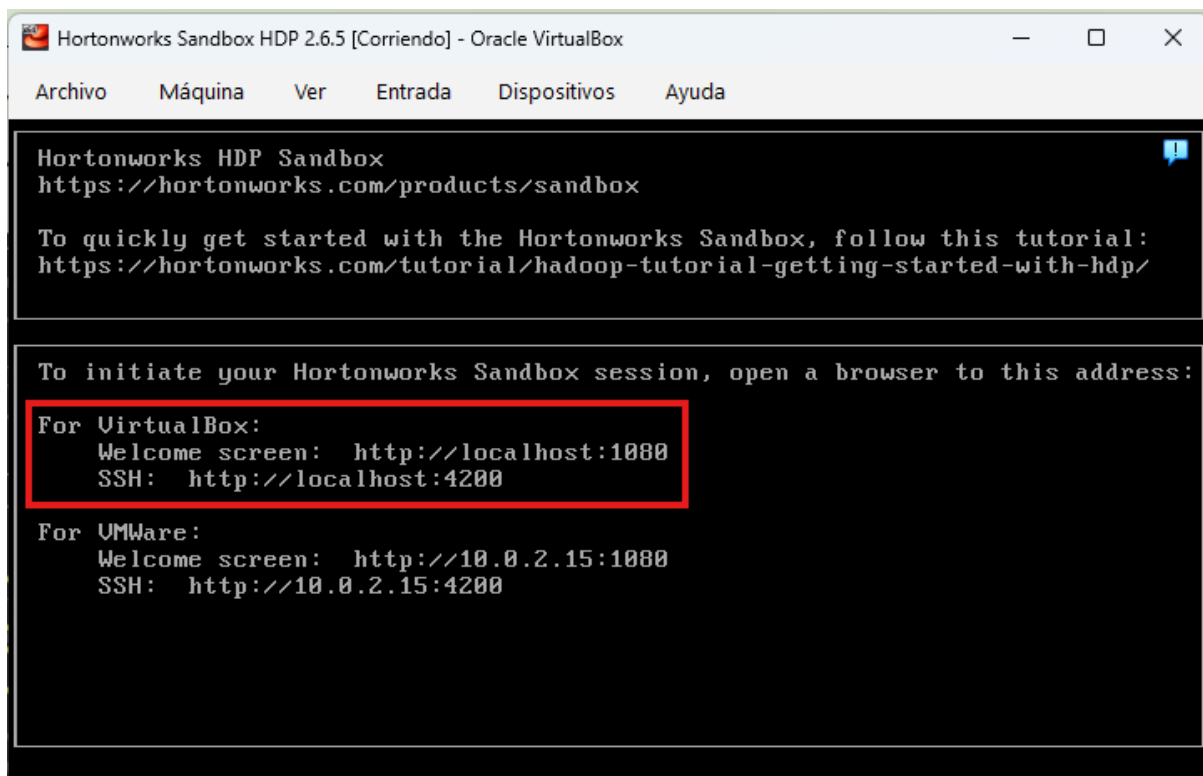 Hortonworks Sandbox HDP 2.6.5 [Corriendo] - Oracle VirtualBox
Archivo Máquina Ver Entrada Dispositivos Ayuda
Hortonworks HDP Sandbox
https://hortonworks.com/products/sandbox
To quickly get started with the Hortonworks Sandbox, follow this tutorial:
https://hortonworks.com/tutorial/hadoop-tutorial-getting-started-with-hdp/
To initiate your Hortonworks Sandbox session, open a browser to this address:
For VirtualBox:
Welcome screen: http://localhost:1080
SSH: http://localhost:4200
For VMWare:
Welcome screen: http://10.0.2.15:1080
SSH: http://10.0.2.15:4200